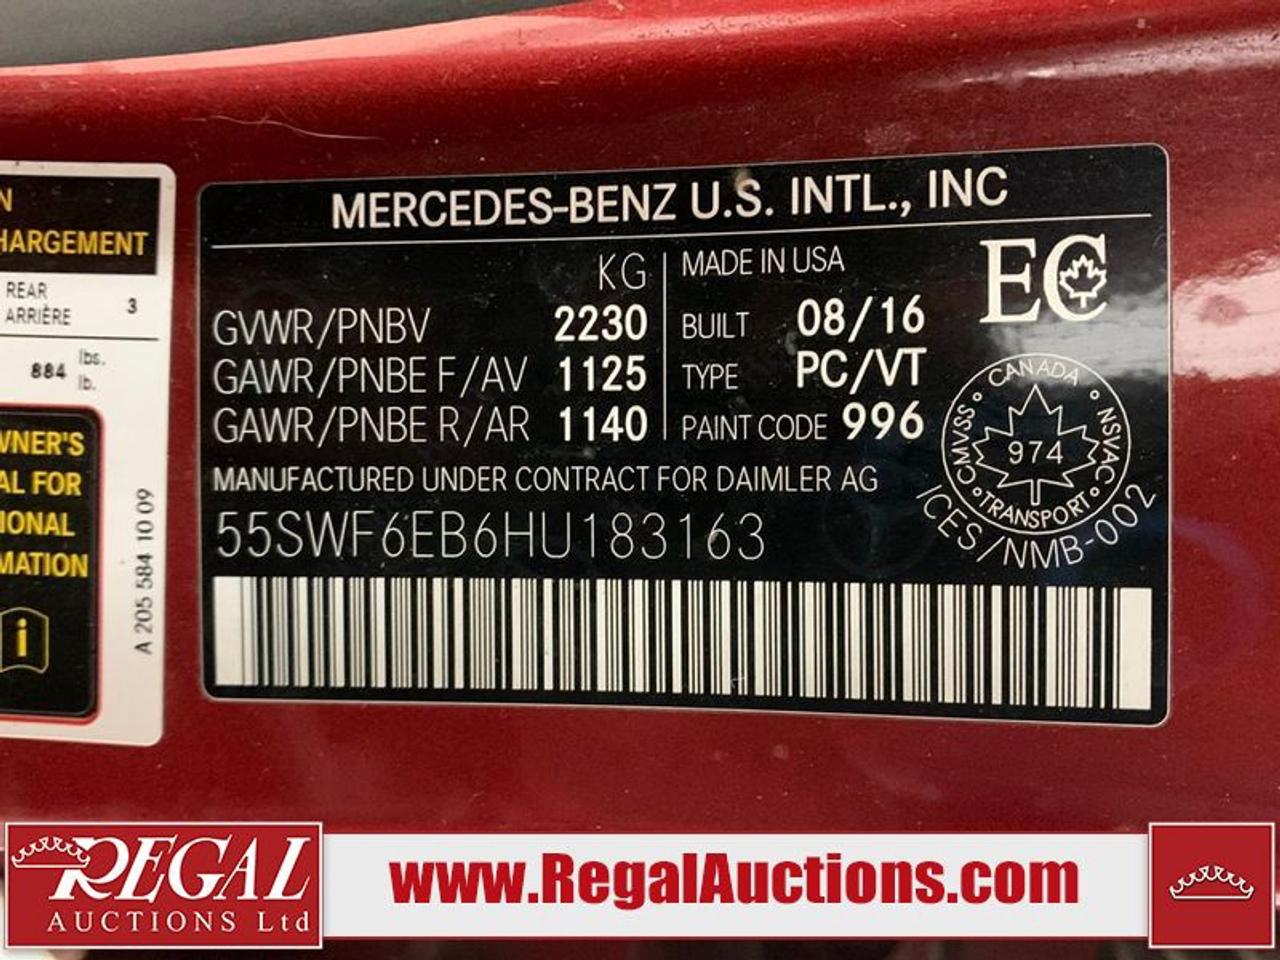 N
HARGEMENT
REAR
ARRIÈRE 3
884 lbs.
lb.
WNER'S
AL FOR
IONAL
MATION
i
A 205 584 10 09
MERCEDES-BENZ U.S. INTL., INC
KG
GVWR/PNBV 2230
GAWR/PNBE F/AV 1125
GAWR/PNBE R/AR 1140
MADE IN USA
BUILT 08/16
TYPE PC/VT
PAINT CODE 996
EC
CANADA
CMVSS 974 NSVAC
TRANSPORT
ICES/NMB-002
MANUFACTURED UNDER CONTRACT FOR DAIMLER AG
55SWF6EB6HU183163
REGAL
AUCTIONS Ltd
www.RegalAuctions.com